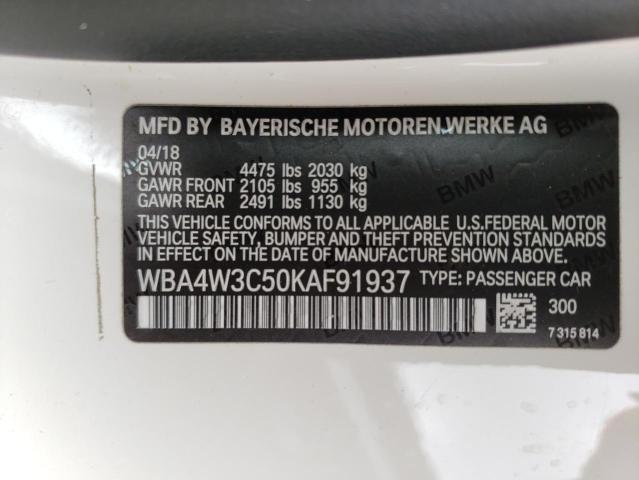 MFD BY BAYERISCHE MOTOREN WERKE AG
04/18
GVWR 4475 lbs 2030 kg
GAWR FRONT 2105 lbs 955 kg
GAWR REAR 2491 lbs 1130 kg
THIS VEHICLE CONFORMS TO ALL APPLICABLE U.S.FEDERAL MOTOR
VEHICLE SAFETY, BUMPER AND THEFT PREVENTION STANDARDS
IN EFFECT ON THE DATE OF MANUFACTURE SHOWN ABOVE.
WBA4W3C50KAF91937 TYPE: PASSENGER CAR
300
7 315 814
BMW
BMW
BMW